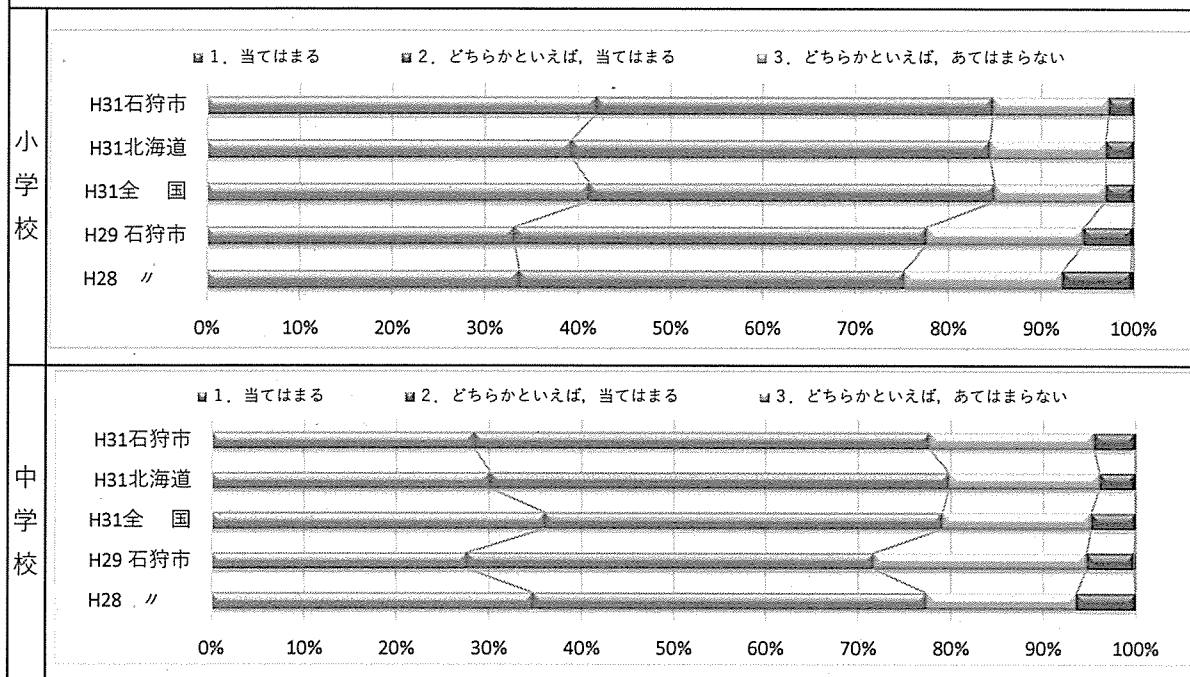 小学校
1．当てはまる 2．どちらかといえば，当てはまる 3．どちらかといえば，あてはまらない
H31石狩市
H31北海道
H31全 国
H29 石狩市
H28 〃
0% 10% 20% 30% 40% 50% 60% 70% 80% 90% 100%
中学校
1．当てはまる 2．どちらかといえば，当てはまる 3．どちらかといえば，あてはまらない
H31石狩市
H31北海道
H31全 国
H29 石狩市
H28 〃
0% 10% 20% 30% 40% 50% 60% 70% 80% 90% 100%